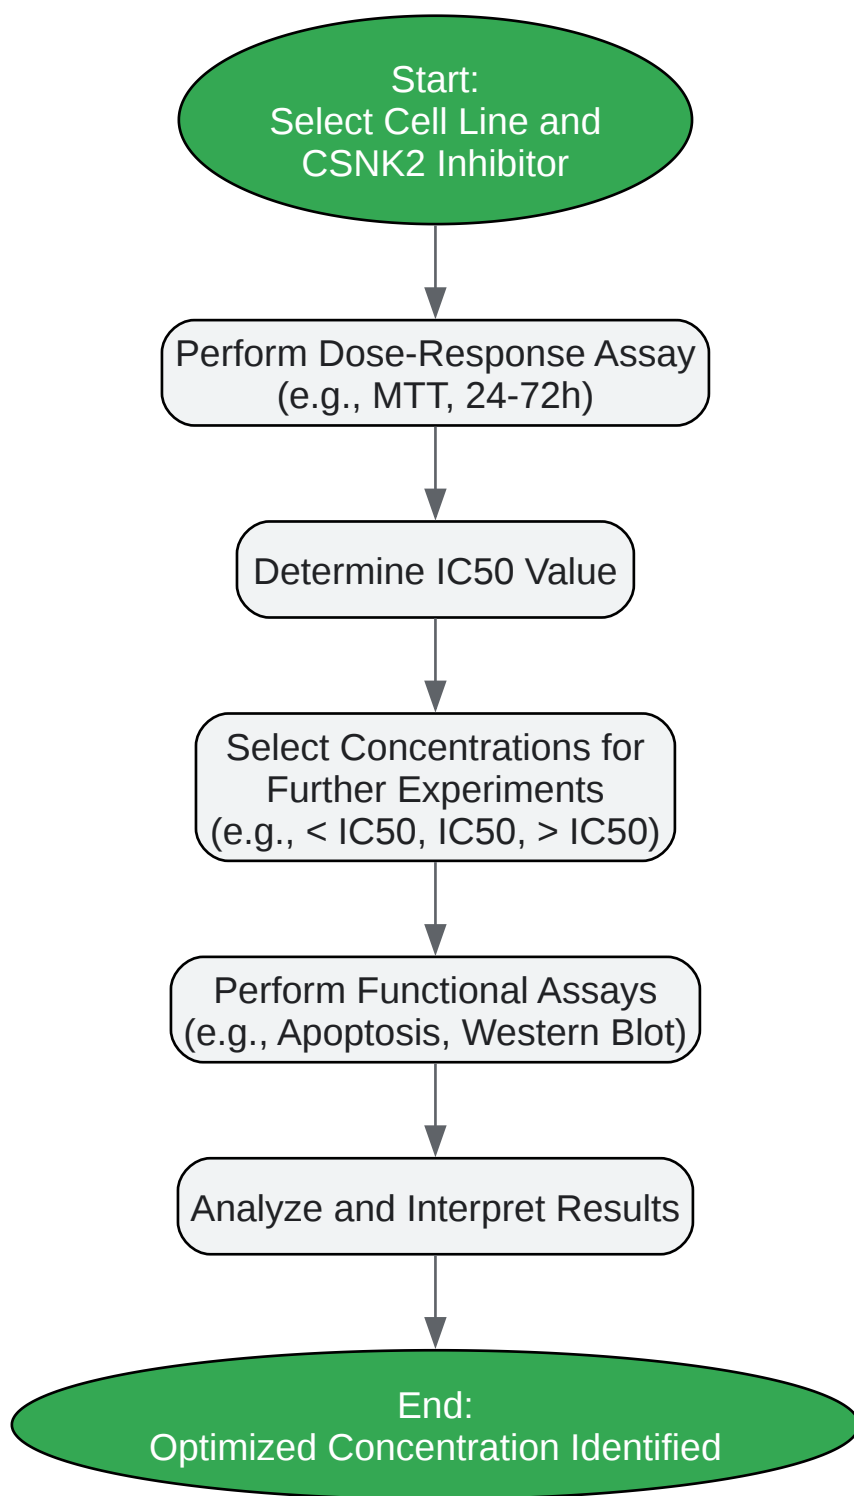 Start:
Select Cell Line and
CSNK2 Inhibitor
Perform Dose-Response Assay
(e.g., MTT, 24-72h)
Determine IC50 Value
Select Concentrations for
Further Experiments
(e.g., < IC50, IC50, > IC50)
Perform Functional Assays
(e.g., Apoptosis, Western Blot)
Analyze and Interpret Results
End:
Optimized Concentration Identified